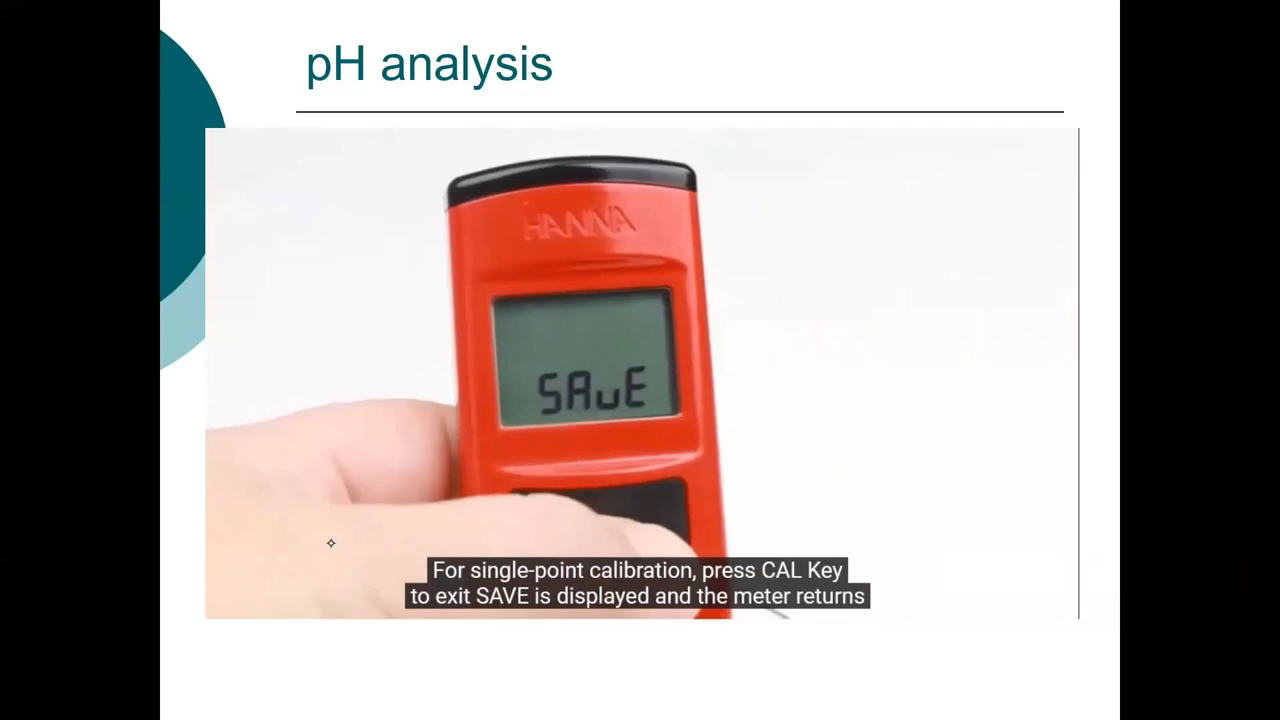 pH analysis
HANNA
SAvE
For single-point calibration, press CAL Key
to exit SAVE is displayed and the meter returns